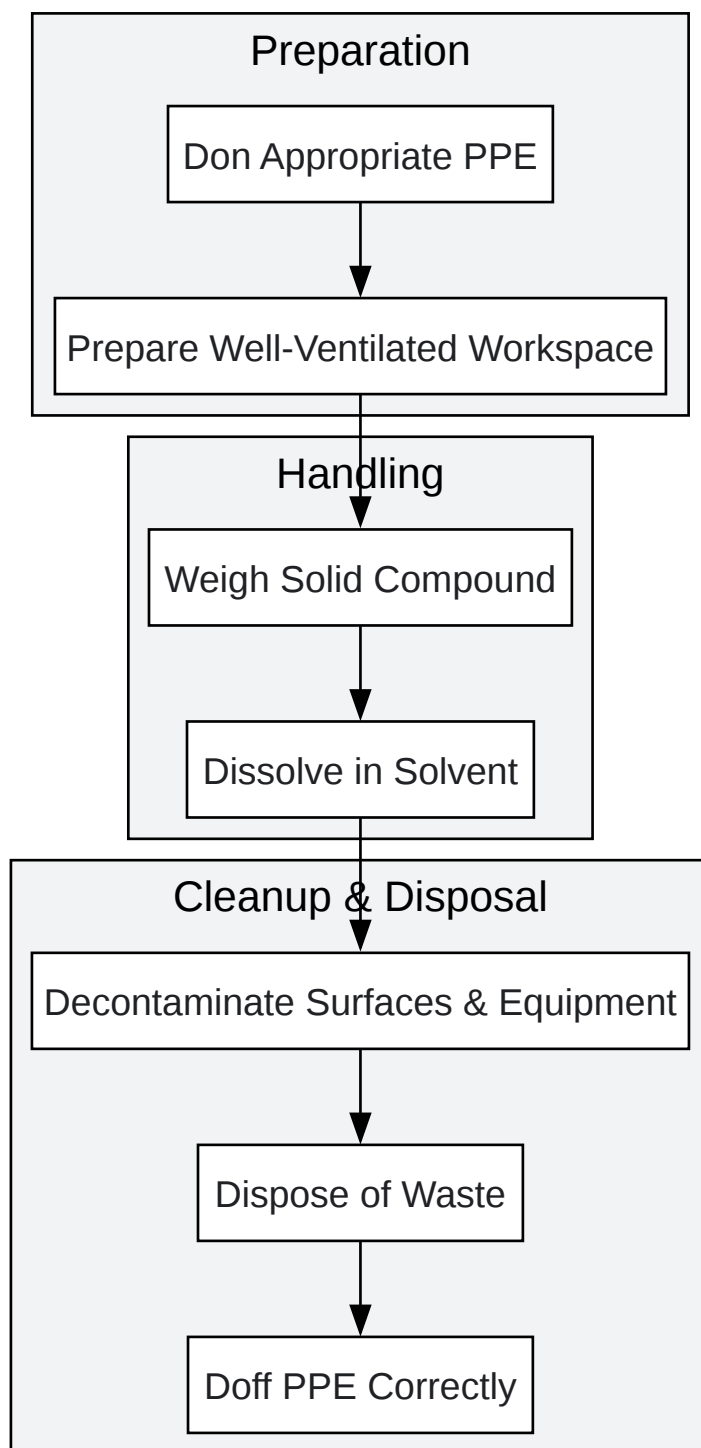 Preparation
Don Appropriate PPE
Prepare Well-Ventilated Workspace
Handling
Weigh Solid Compound
Dissolve in Solvent
Cleanup & Disposal
Decontaminate Surfaces & Equipment
Dispose of Waste
Doff PPE Correctly